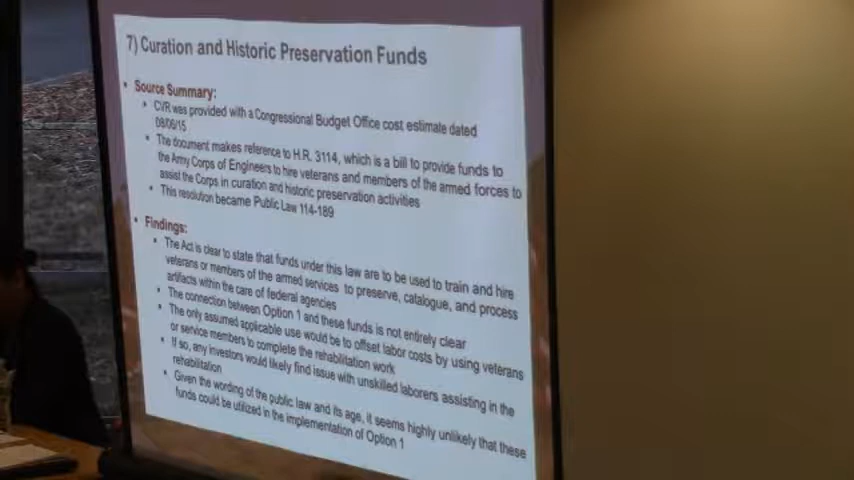 7) Curation and Historic Preservation Funds
• Source Summary:
• CVR was provided with a Congressional Budget Office cost estimate dated
08/06/15
• The document makes reference to H.R. 3114, which is a bill to provide funds to
the Army Corps of Engineers to hire veterans and members of the armed forces to
assist the Corps in curation and historic preservation activities
• This resolution became Public Law 114-189
• Findings:
• The Act is clear to state that funds under this law are to be used to train and hire
veterans or members of the armed services to preserve, catalogue, and process
artifacts within the care of federal agencies
• The connection between Option 1 and these funds is not entirely clear
• The only assumed applicable use would be to offset labor costs by using veterans
or service members to complete the rehabilitation work
• If so, any investors would likely find issue with unskilled laborers assisting in the
rehabilitation
• Given the wording of the public law and its age, it seems highly unlikely that these
funds could be utilized in the implementation of Option 1